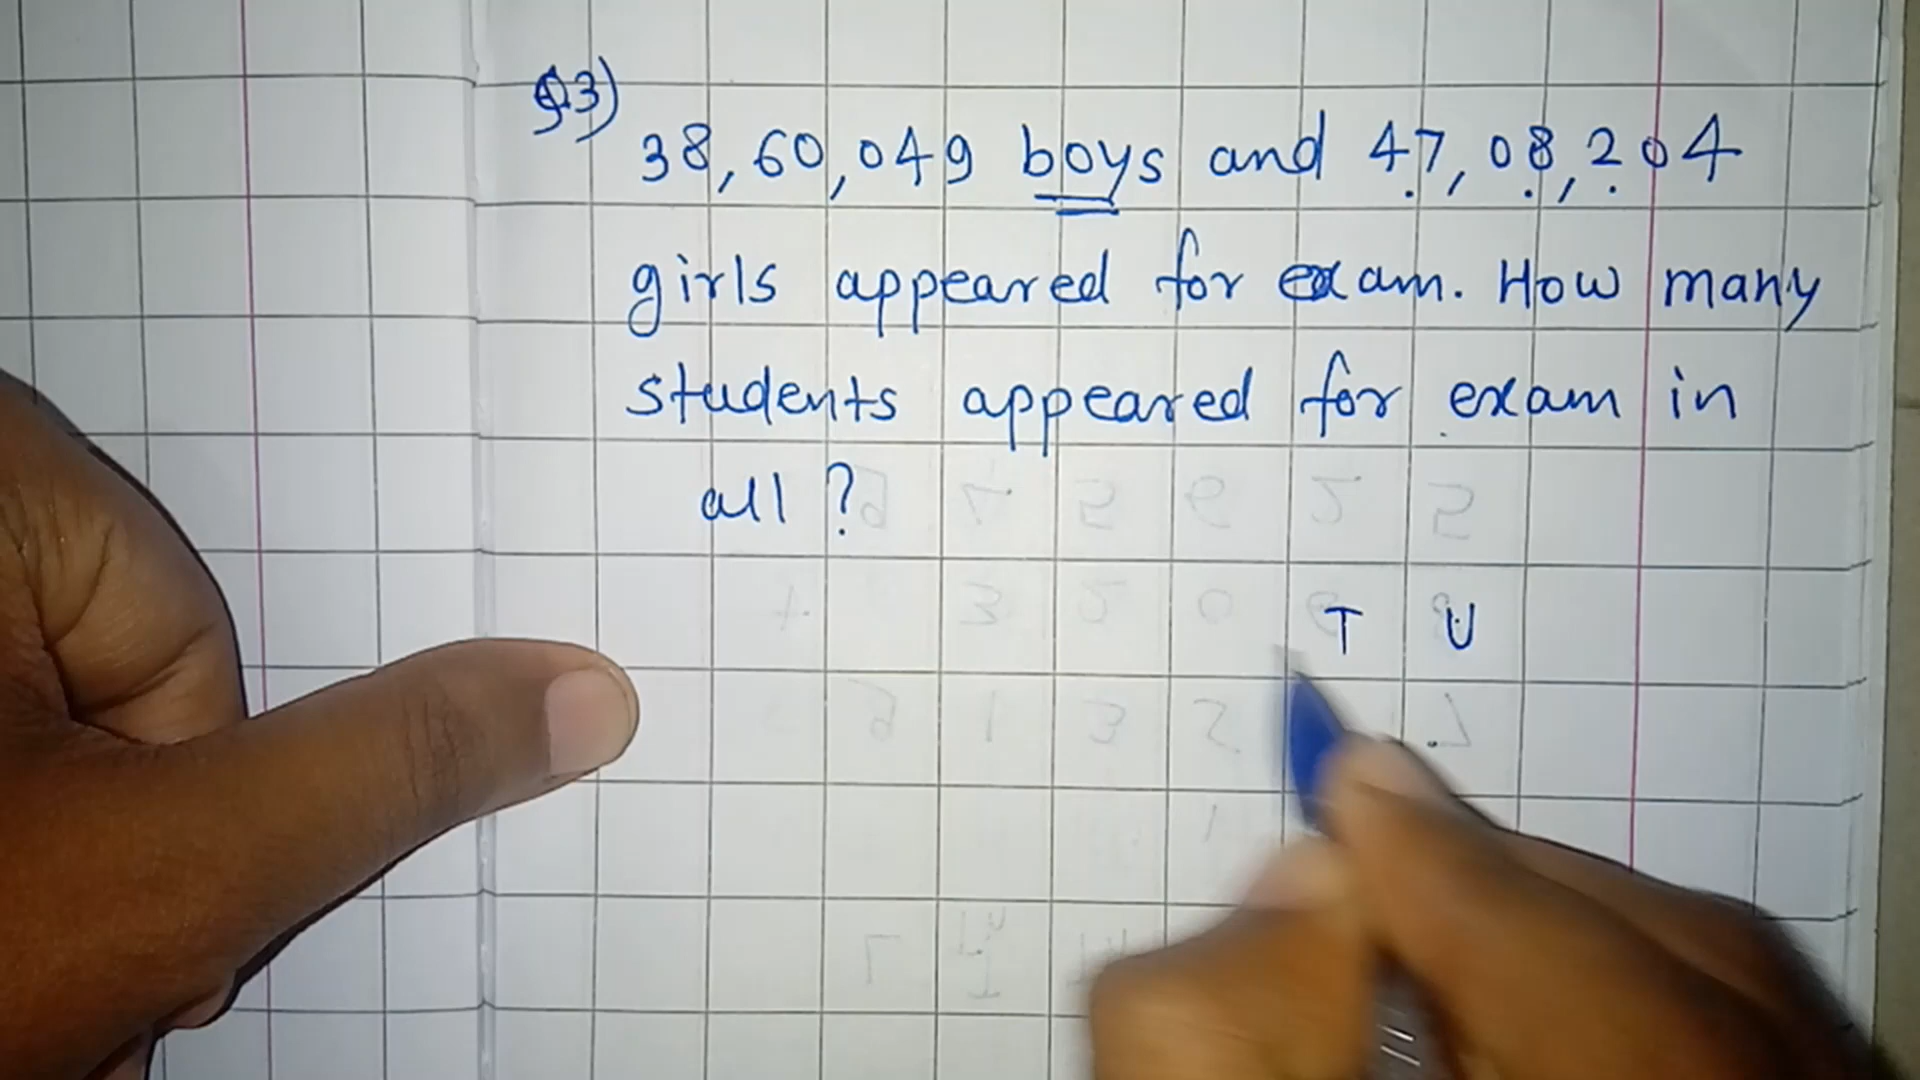 Q3)
38,60,049 boys and 47,08,204
girls appeared for exam. How many
students appeared for exam in
all ?
T U